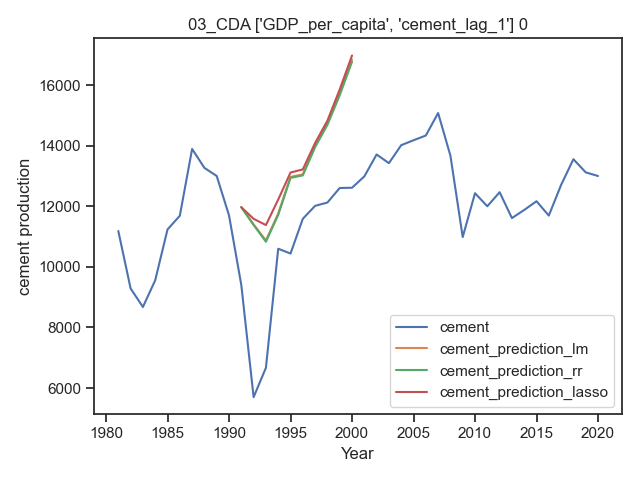 03_CDA ['GDP_per_capita', 'cement_lag_1'] 0
cement production
16000
14000
12000
10000
8000
6000
1980 1985 1990 1995 2000 2005 2010 2015 2020
Year
cement
cement_prediction_lm
cement_prediction_rr
cement_prediction_lasso